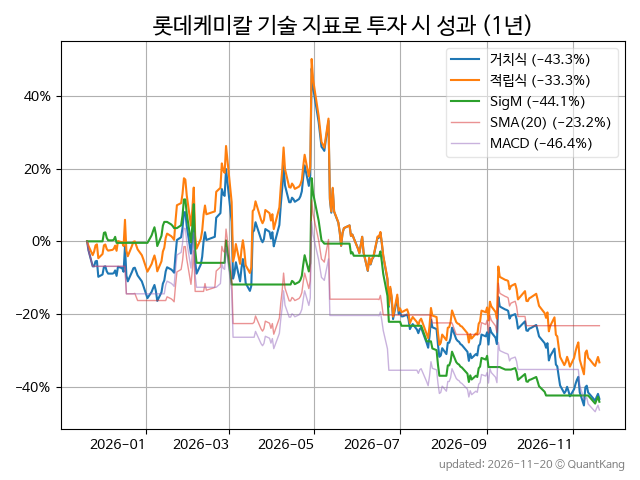 롯데케미칼 기술 지표로 투자 시 성과 (1년)
거치식 (−43.3%)
적립식 (−33.3%)
SigM (−44.1%)
SMA(20) (−23.2%)
MACD (−46.4%)
40%
20%
0%
−20%
−40%
2026-01 2026-03 2026-05 2026-07 2026-09 2026-11
updated: 2026-11-20 © QuantKang